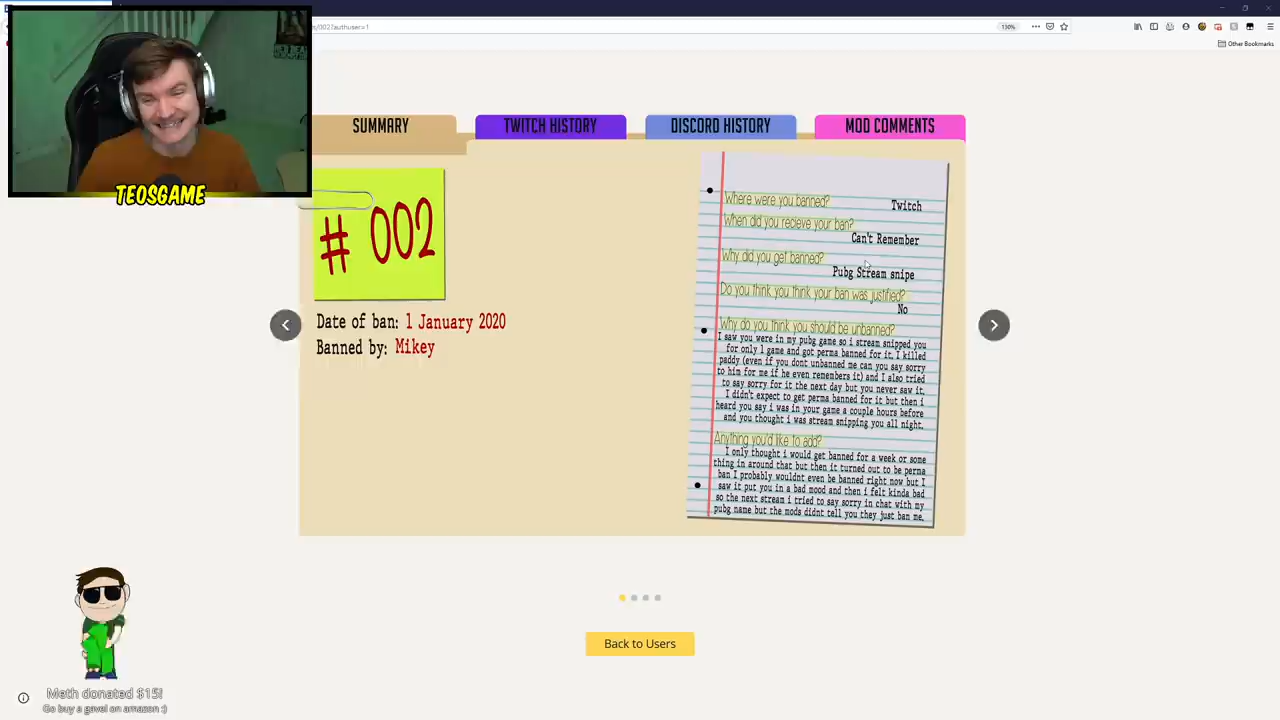 s/002?authuser=1
130%
Other Bookmarks
TEOSGAME
SUMMARY
TWITCH HISTORY
DISCORD HISTORY
MOD COMMENTS
# 002
Date of ban: 1 January 2020
Banned by: Mikey
Where were you banned?
Twitch
When did you recieve your ban?
Can't Remember
Why did you get banned?
Pubg Stream snipe
Do you think you think your ban was justified?
No
Why do you think you should be unbanned?
I saw you were in my pubg game so i stream snipped you
for only 1 game and got perma banned for it. I killed
paddy (even if you dont unbanned me can you say sorry
to him for me if he even remembers it) and I also tried
to say sorry for it the next day but you never saw it.
I didn't expect to get perma banned for it but then i
heard you say i was in your game a couple hours before
and you thought i was stream snipping you all night.
Anything you'd like to add?
I only thought i would get banned for a week or some
thing in around that but then it turned out to be perma
ban I probably wouldnt even be banned right now but I
saw it put you in a bad mood and then i felt kinda bad
so the next stream i tried to say sorry in chat with my
pubg name but the mods didnt tell you they just ban me.
Back to Users
Meth donated $15!
Go buy a gavel on amazon :)